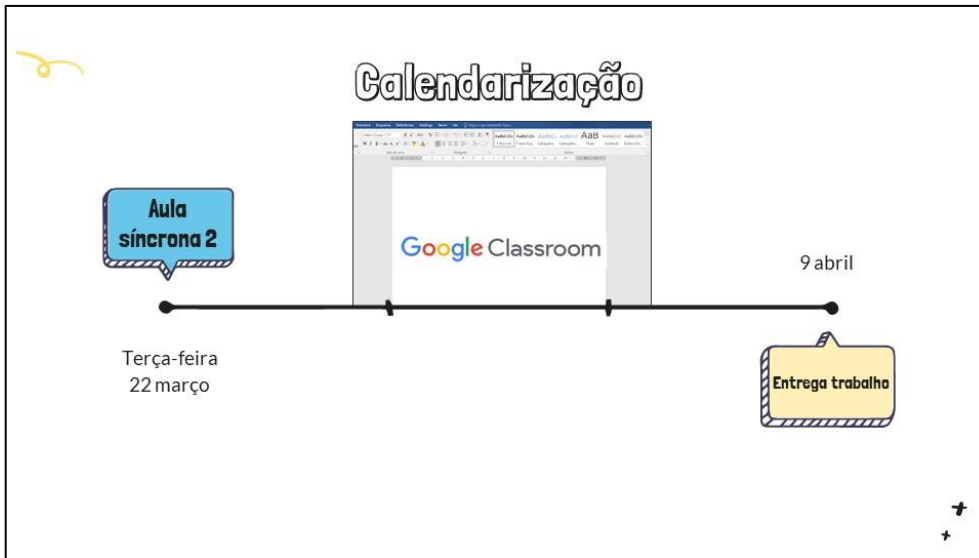 Calendarização
Aula
síncrona 2
Google Classroom
9 abril
Terça-feira
22 março
Entrega trabalho